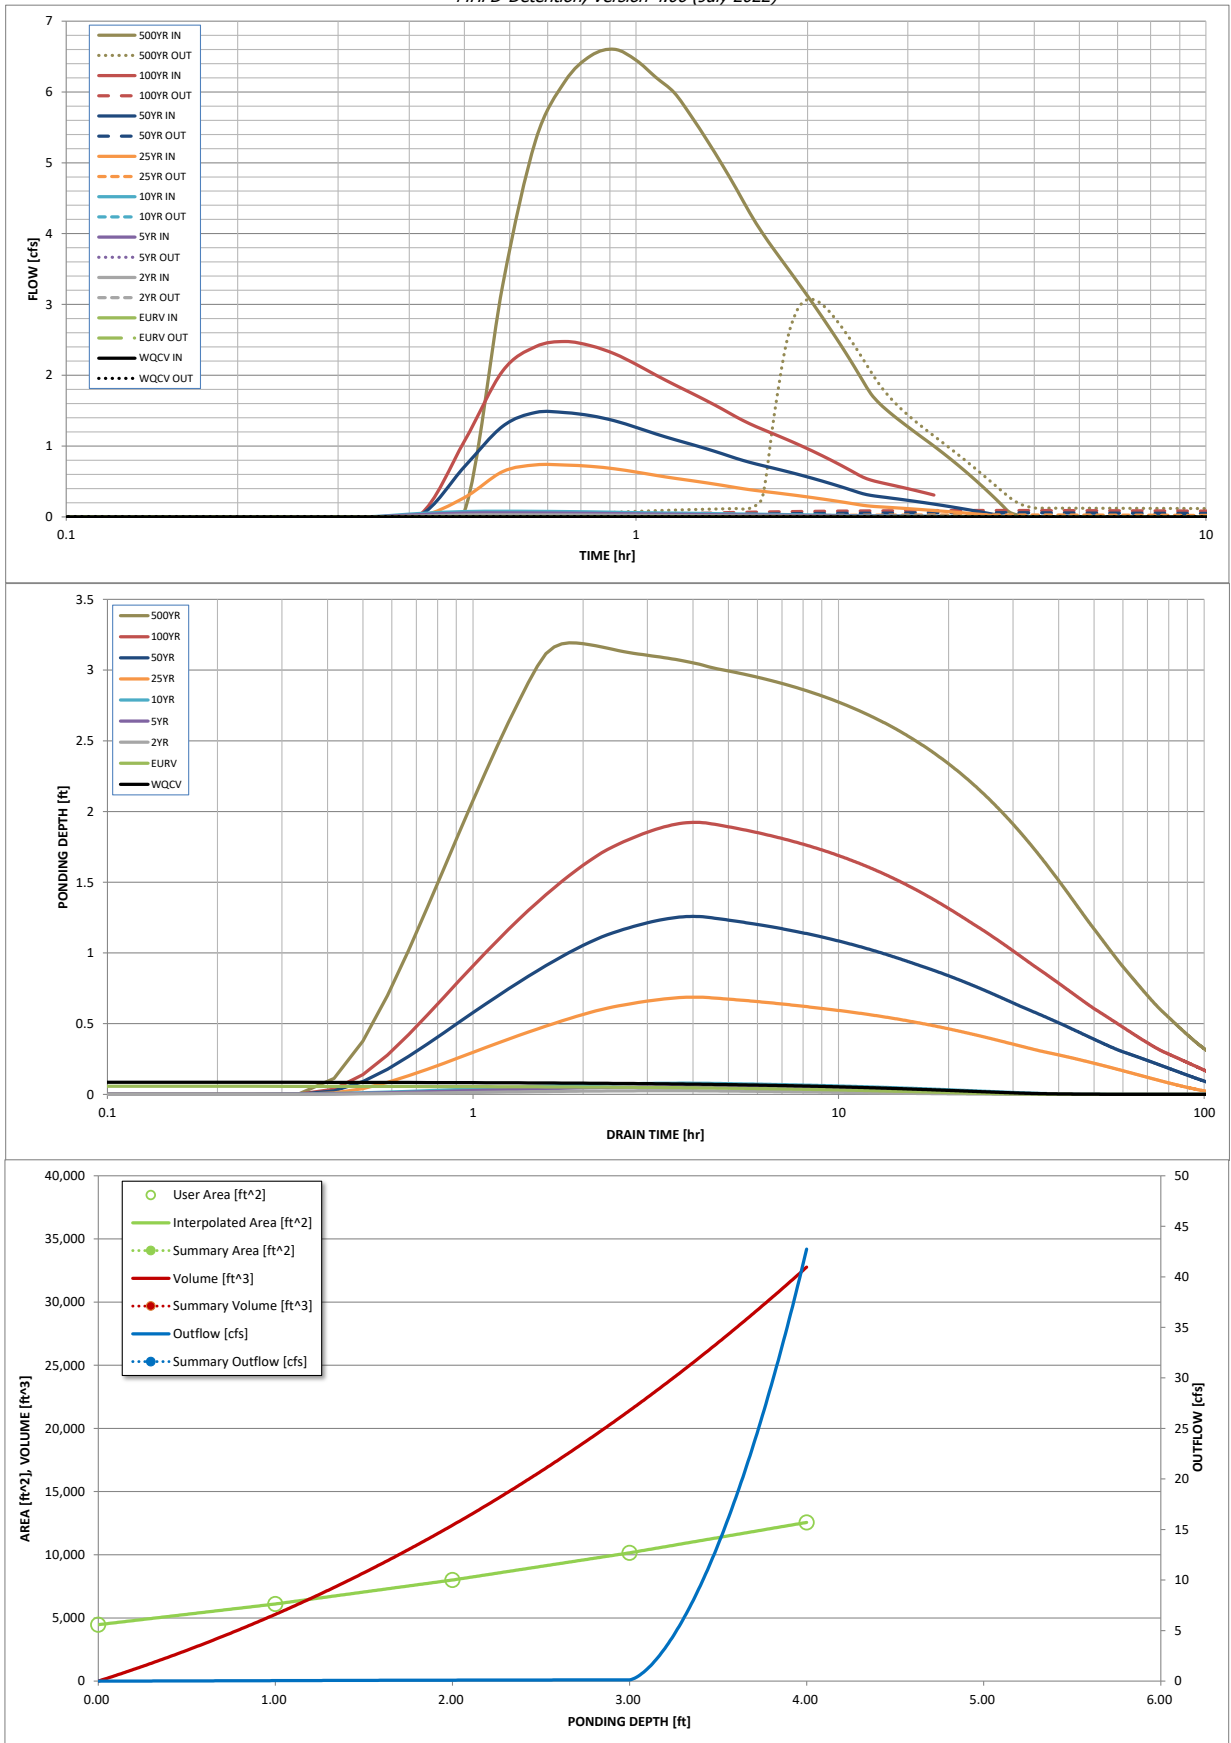 MHFD-Detention, Version 4.06 (July 2022)
7
6
5
4
3
2
1
0
FLOW [cfs]
500YR IN
500YR OUT
100YR IN
100YR OUT
50YR IN
50YR OUT
25YR IN
25YR OUT
10YR IN
10YR OUT
5YR IN
5YR OUT
2YR IN
2YR OUT
EURV IN
EURV OUT
WQCV IN
WQCV OUT
0.1 1 10
TIME [hr]
3.5
3
2.5
2
1.5
1
0.5
0
PONDING DEPTH [ft]
500YR
100YR
50YR
25YR
10YR
5YR
2YR
EURV
WQCV
0.1 1 10 100
DRAIN TIME [hr]
40,000
35,000
30,000
25,000
20,000
15,000
10,000
5,000
0
AREA [ft^2], VOLUME [ft^3]
User Area [ft^2]
Interpolated Area [ft^2]
Summary Area [ft^2]
Volume [ft^3]
Summary Volume [ft^3]
Outflow [cfs]
Summary Outflow [cfs]
50
45
40
35
30
25
20
15
10
5
0
OUTFLOW [cfs]
0.00 1.00 2.00 3.00 4.00 5.00 6.00
PONDING DEPTH [ft]